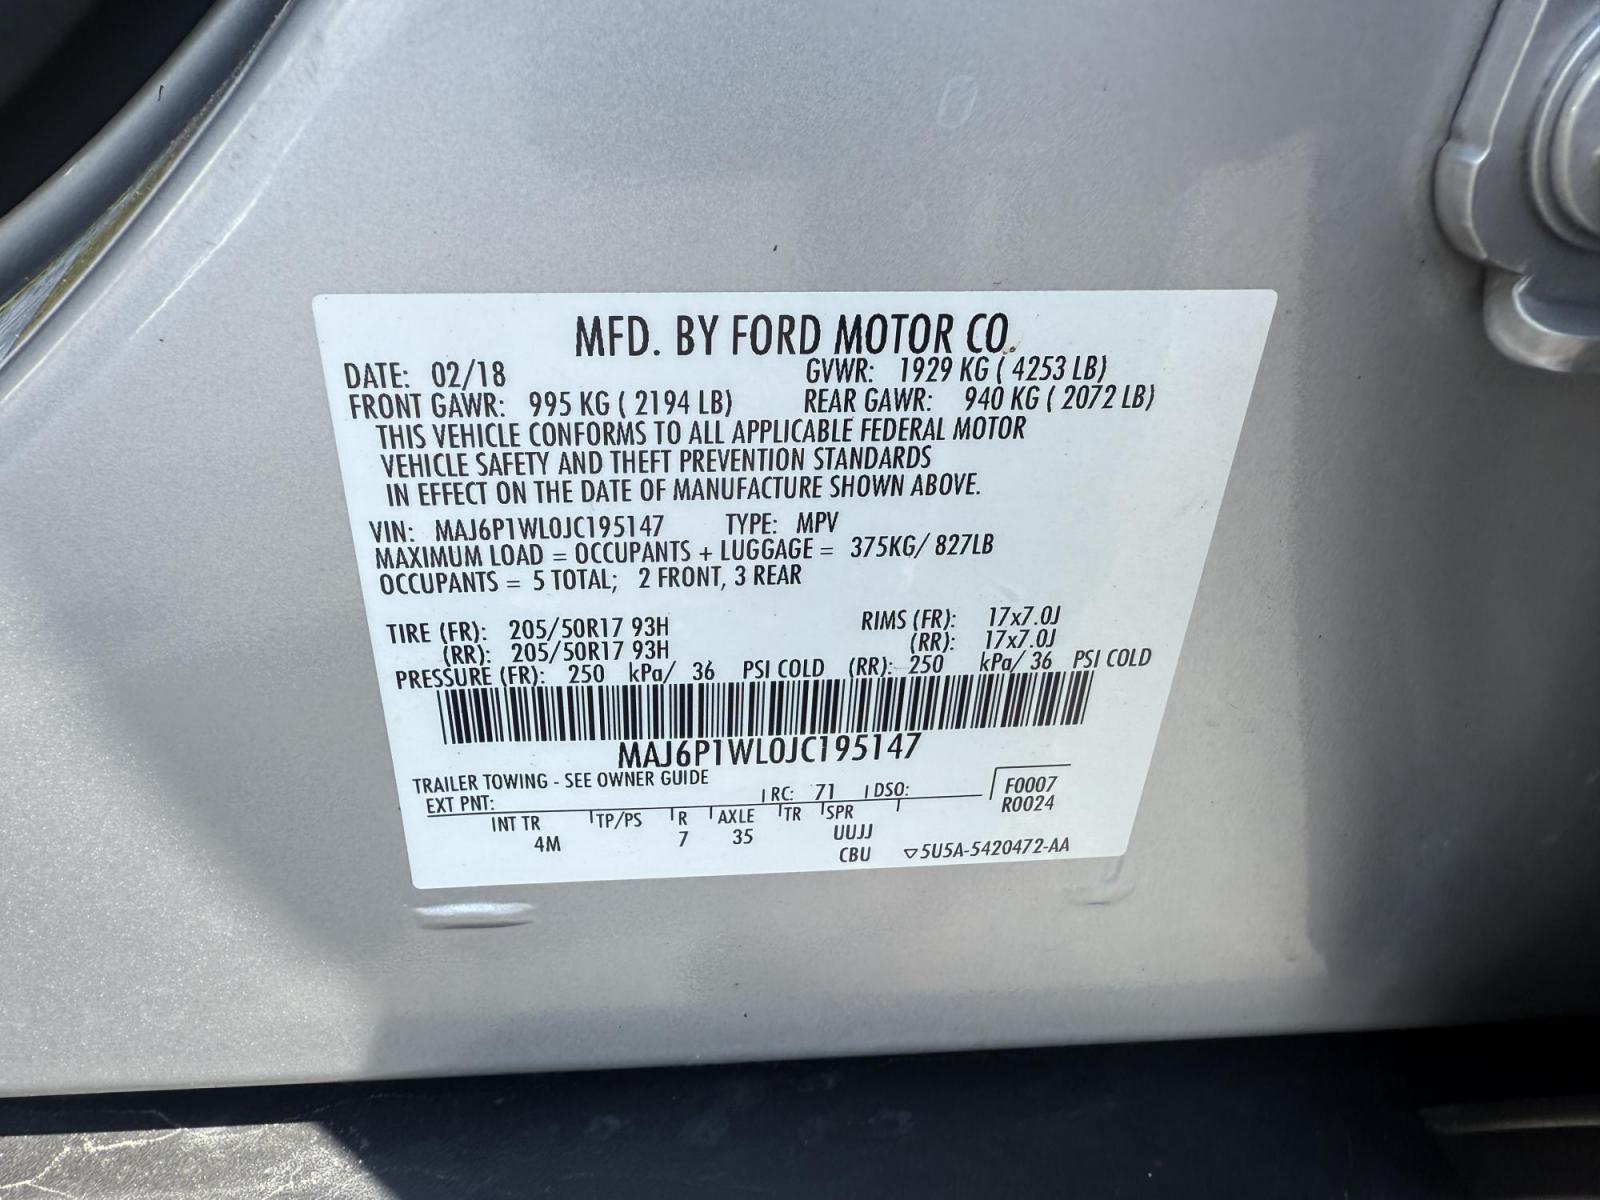 MFD. BY FORD MOTOR CO.
DATE: 02/18 GVWR: 1929 KG ( 4253 LB)
FRONT GAWR: 995 KG ( 2194 LB) REAR GAWR: 940 KG ( 2072 LB)
THIS VEHICLE CONFORMS TO ALL APPLICABLE FEDERAL MOTOR
VEHICLE SAFETY AND THEFT PREVENTION STANDARDS
IN EFFECT ON THE DATE OF MANUFACTURE SHOWN ABOVE.
VIN: MAJ6P1WL0JC195147 TYPE: MPV
MAXIMUM LOAD = OCCUPANTS + LUGGAGE = 375KG/ 827LB
OCCUPANTS = 5 TOTAL; 2 FRONT, 3 REAR
TIRE (FR): 205/50R17 93H RIMS (FR): 17x7.0J
(RR): 205/50R17 93H (RR): 17x7.0J
PRESSURE (FR): 250 kPa/ 36 PSI COLD (RR): 250 kPa/ 36 PSI COLD
MAJ6P1WL0JC195147
TRAILER TOWING - SEE OWNER GUIDE
EXT PNT: RC: 71 DSO: F0007
R0024
INT TR TP/PS R AXLE TR SPR
4M 7 35 UUJJ
CBU ▽5U5A-5420472-AA